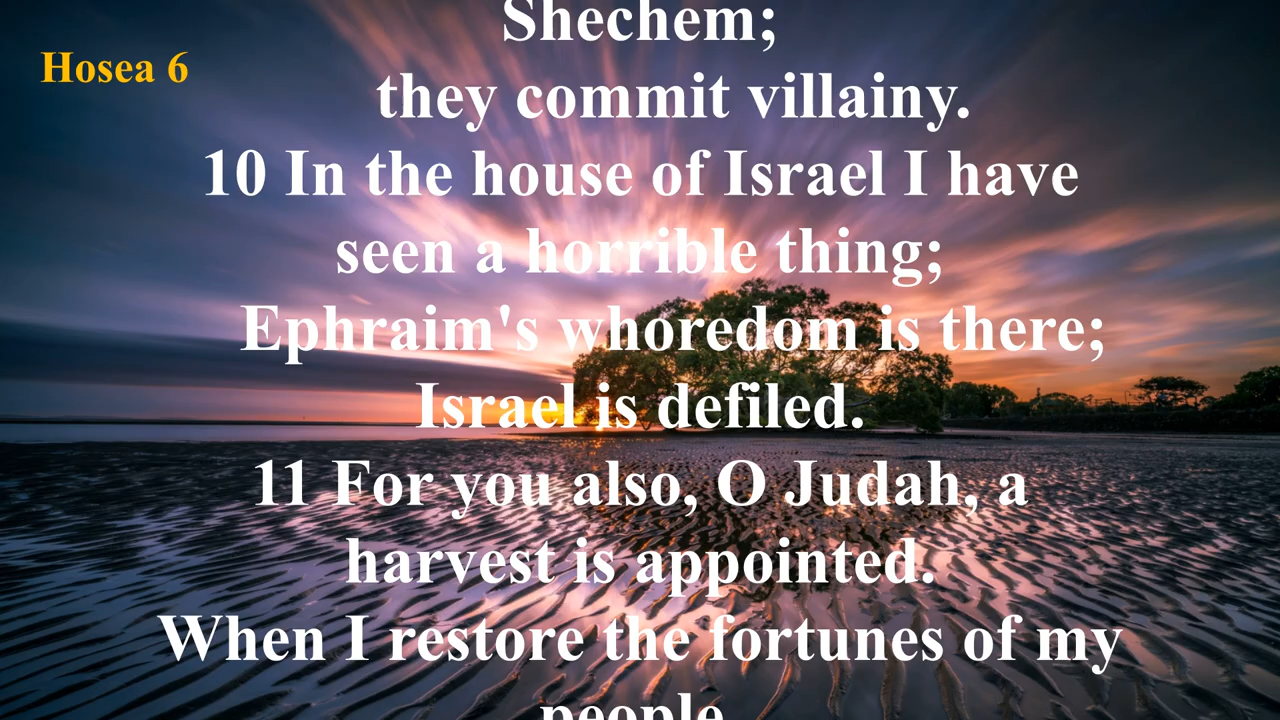 Shechem;
Hosea 6
they commit villainy.
10 In the house of Israel I have
seen a horrible thing;
Ephraim's whoredom is there;
Israel is defiled.
11 For you also, O Judah, a
harvest is appointed.
When I restore the fortunes of my
people,